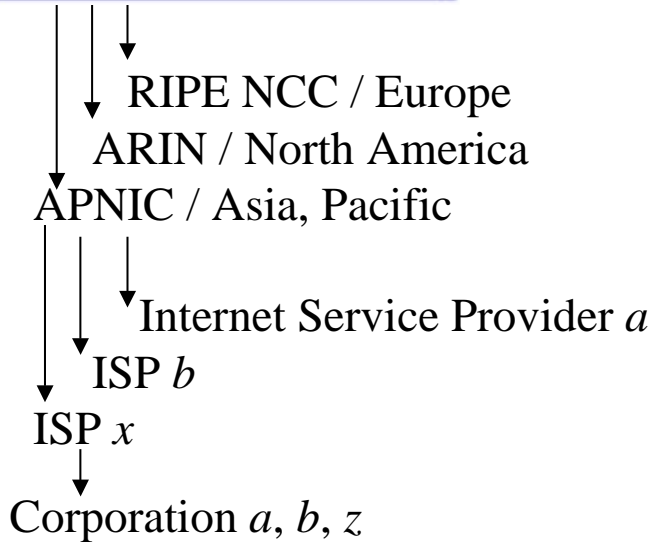 RIPE NCC / Europe
ARIN / North America
APNIC / Asia, Pacific
Internet Service Provider a
ISP b
ISP x
Corporation a, b, z